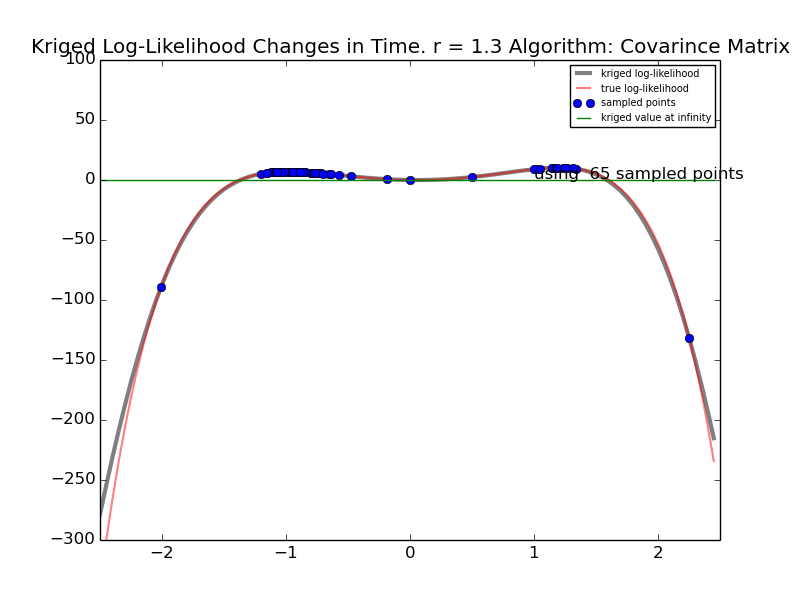 Kriged Log-Likelihood Changes in Time. r = 1.3 Algorithm: Covarince Matrix
100
kriged log-likelihood
true log-likelihood
sampled points
kriged value at infinity
50
using  65 sampled points
0
−50
−100
−150
−200
−250
−300
−2
−1
0
1
2